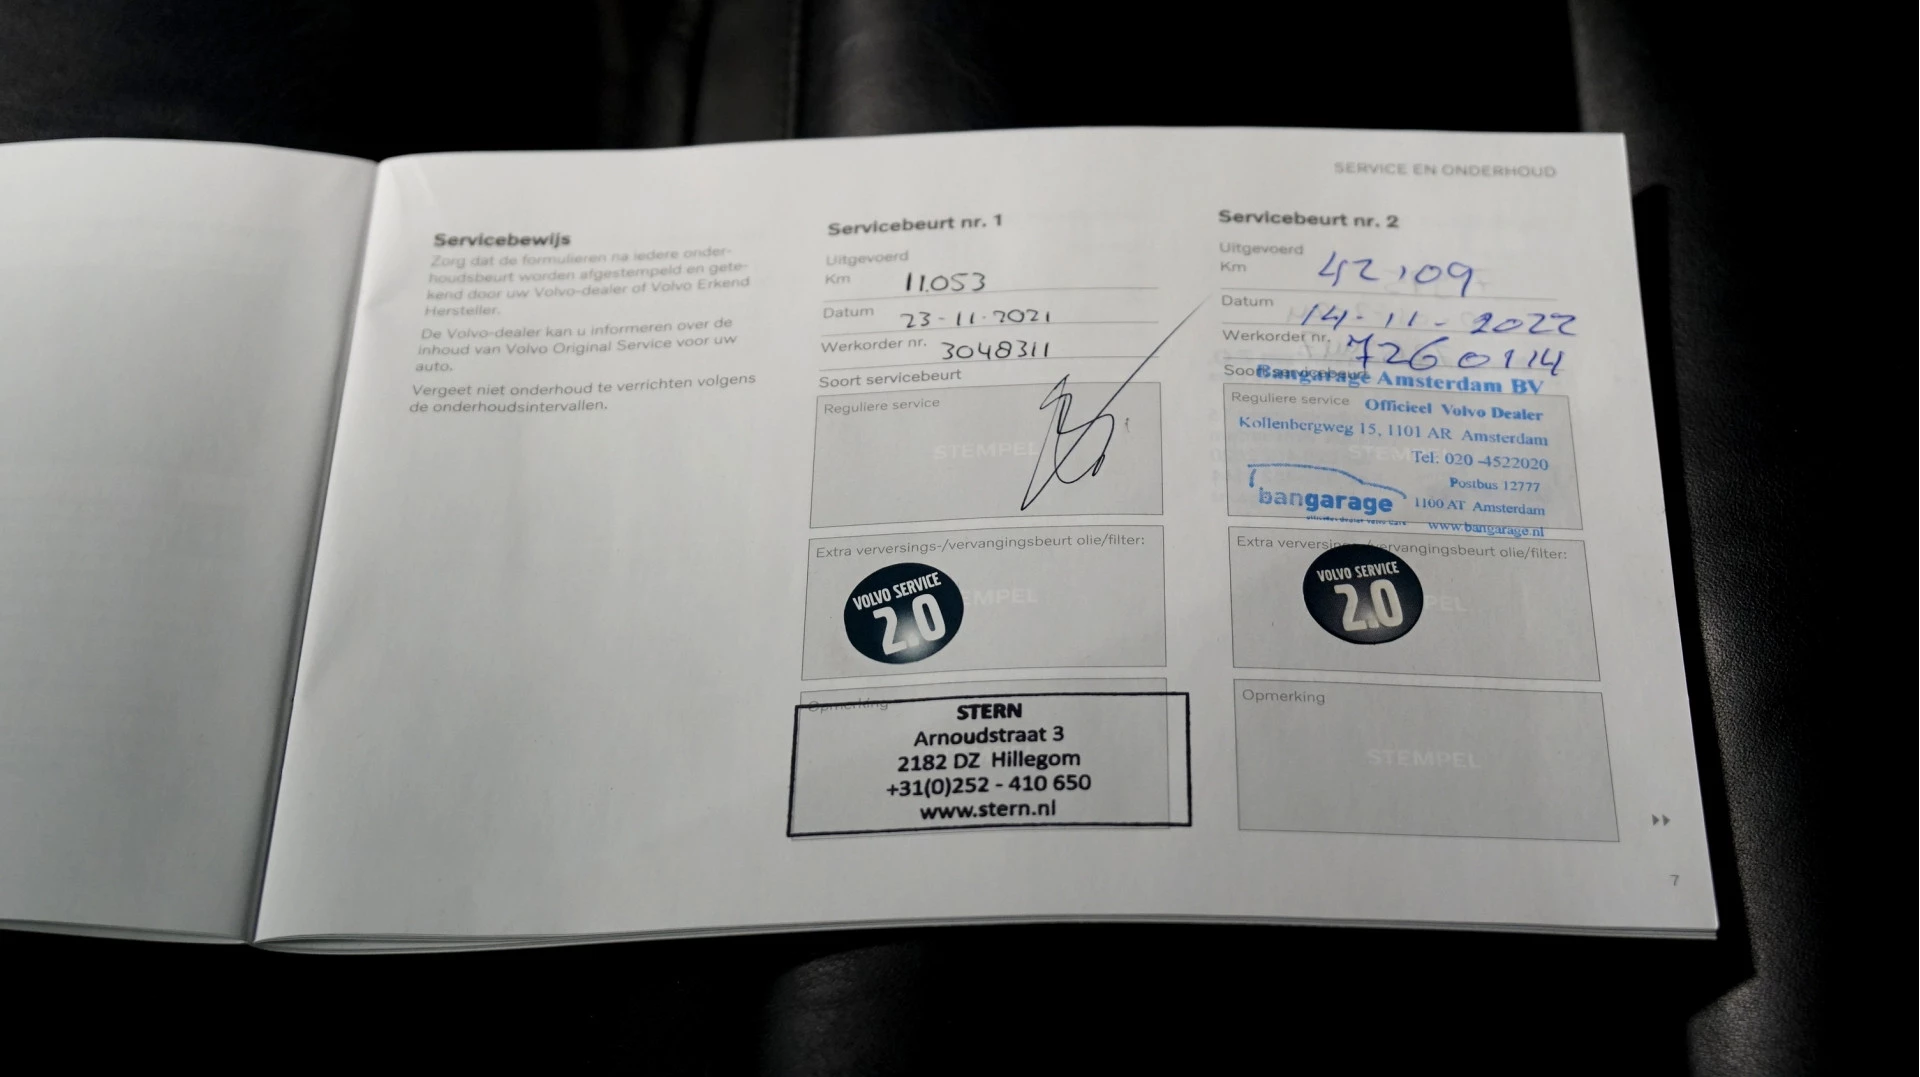 SERVICE EN ONDERHOUD
Servicebewijs
Zorg dat de formulieren na iedere onder-
houdsbeurt worden afgestempeld en gete-
kend door uw Volvo-dealer of Volvo Erkend
Hersteller.
De Volvo-dealer kan u informeren over de
inhoud van Volvo Original Service voor uw
auto.
Vergeet niet onderhoud te verrichten volgens
de onderhoudsintervallen.
Servicebeurt nr. 1
Uitgevoerd
Km 11.053
Datum 23-11-2021
Werkorder nr. 3048311
Soort servicebeurt
Reguliere service
STEMPEL
Extra verversings-/vervangingsbeurt olie/filter:
VOLVO SERVICE
2.0
Opmerking
STERN
Arnoudstraat 3
2182 DZ Hillegom
+31(0)252 - 410 650
www.stern.nl
Servicebeurt nr. 2
Uitgevoerd
Km 42,109
Datum 14-11-2022
Werkorder nr. 7260114
Soort servicebeurt
Bangarage Amsterdam BV
Reguliere service
Officieel Volvo Dealer
Kollenbergweg 15, 1101 AR Amsterdam
Tel: 020 -4522020
Postbus 12777
bangarage
1100 AT Amsterdam
www.bangarage.nl
Extra verversings-/vervangingsbeurt olie/filter:
VOLVO SERVICE
2.0
Opmerking
STEMPEL
7